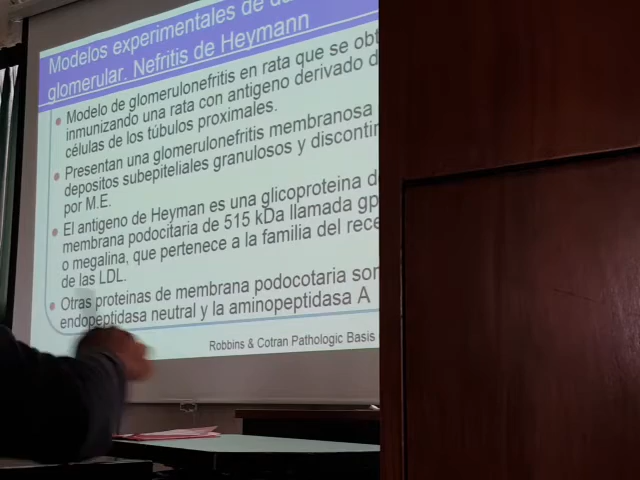 Modelos experimentales de
glomerular. Nefritis de Heymann
Modelo de glomerulonefritis en rata que se obt
inmunizando una rata con antigeno derivado d
células de los túbulos proximales.
Presentan una glomerulonefritis membranosa
depositos subepiteliales granulosos y discontin
por M.E.
El antigeno de Heyman es una glicoproteina d
membrana podocitaria de 515 kDa llamada gp
o megalina, que pertenece a la familia del rece
de las LDL.
Otras proteinas de membrana podocotaria son
endopeptidasa neutral y la aminopeptidasa A
Robbins & Cotran Pathologic Basis